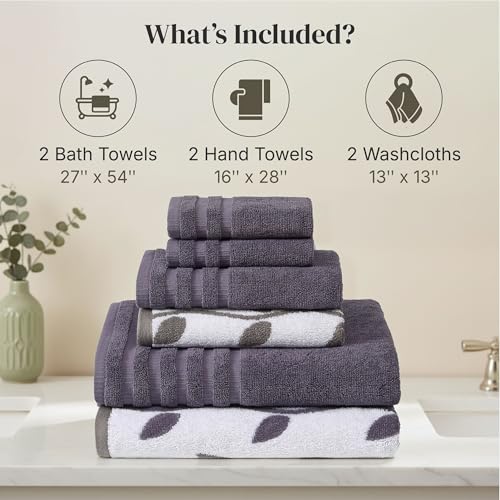 What's Included?
2 Bath Towels
27" x 54"
2 Hand Towels
16" x 28"
2 Washcloths
13" x 13"